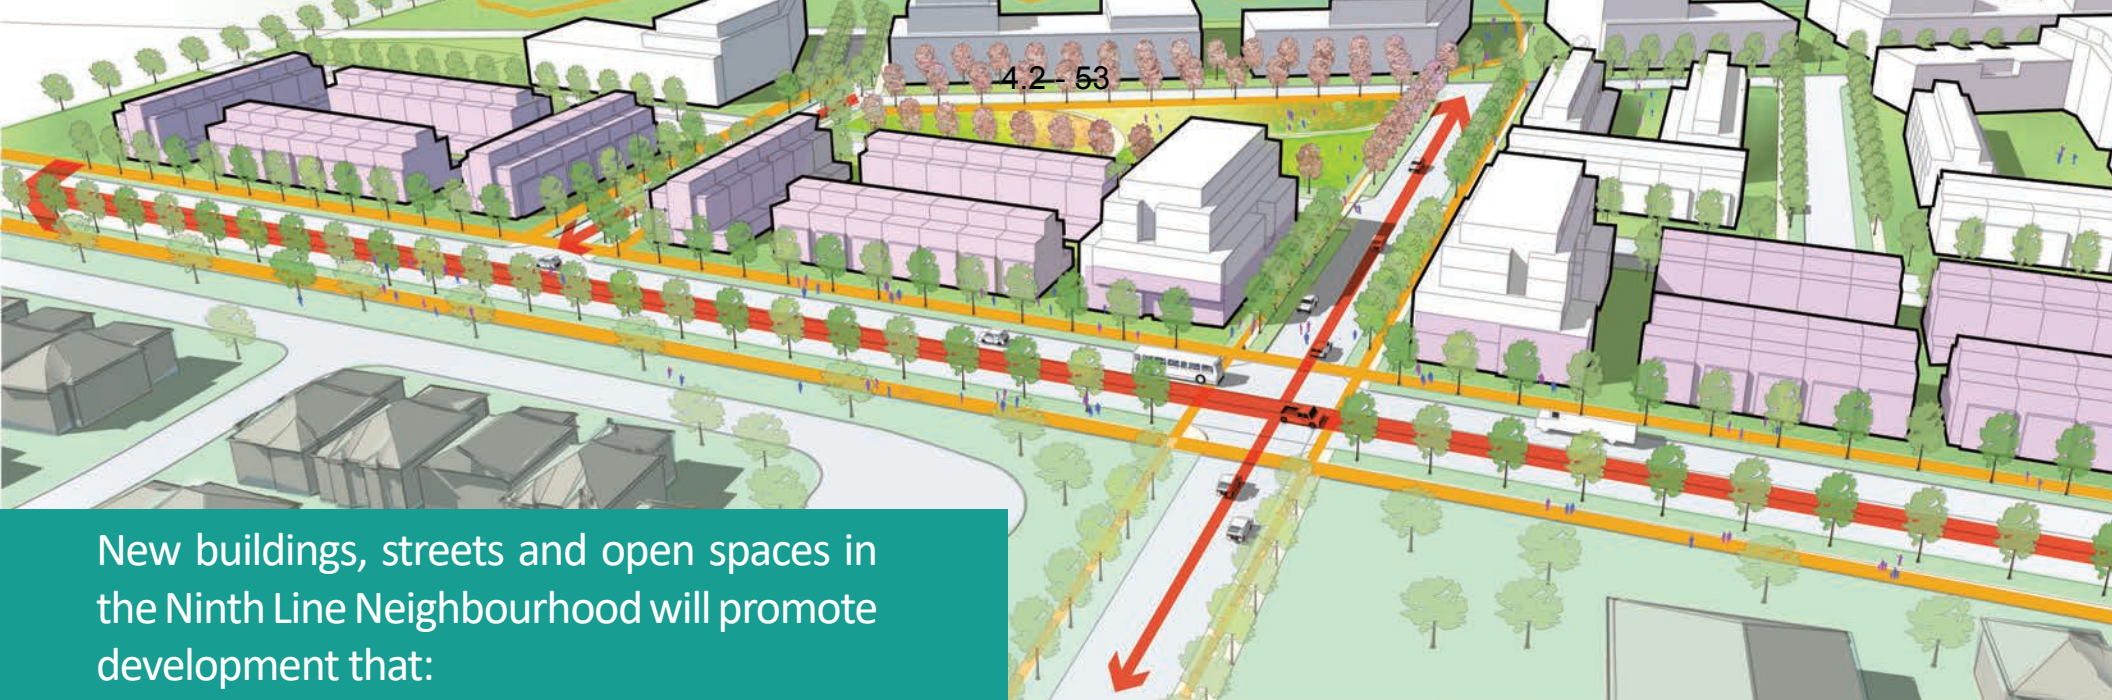 4.2 - 53
New buildings, streets and open spaces in
the Ninth Line Neighbourhood will promote
development that: